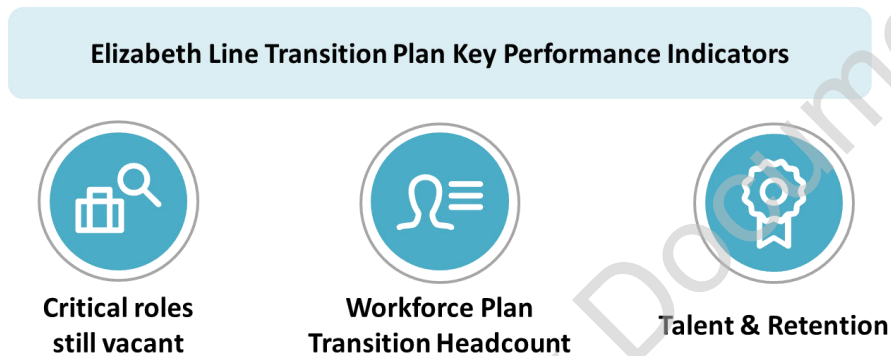 Elizabeth Line Transition Plan Key Performance Indicators
Critical roles
still vacant
Workforce Plan
Transition Headcount
Talent & Retention